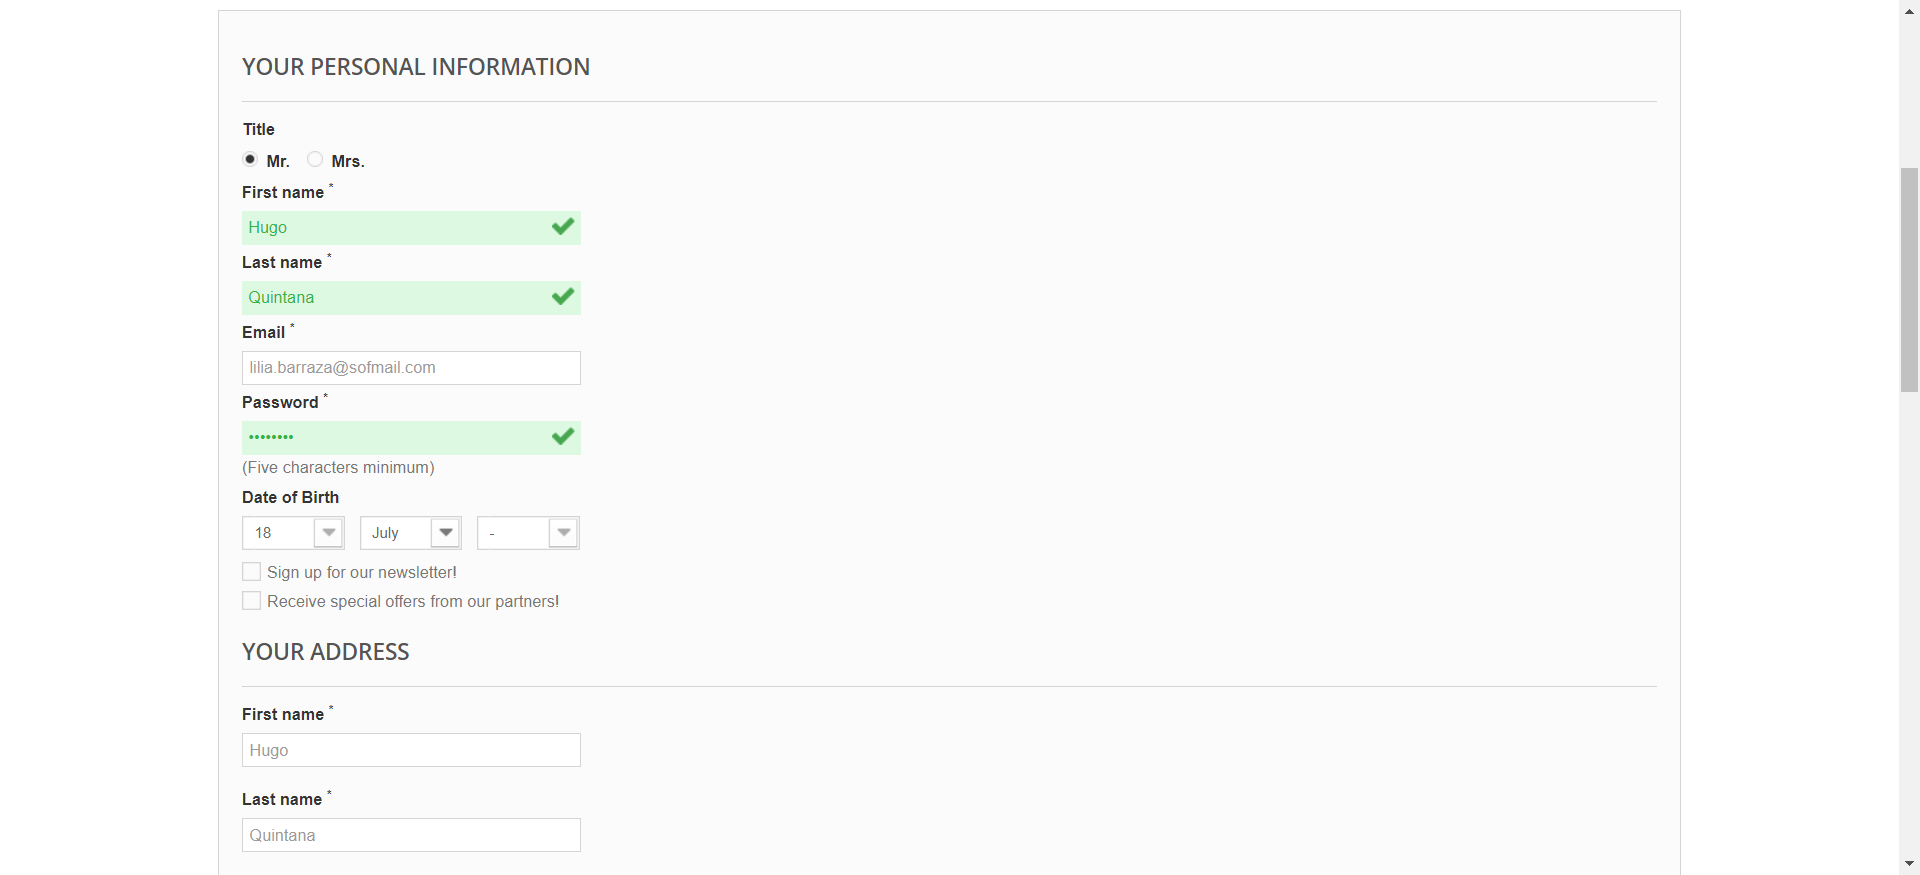 YOUR PERSONAL INFORMATION
Title
Mr. Mrs.
First name *
Hugo
Last name *
Quintana
Email *
lilia.barraza@sofmail.com
Password *
••••••••
(Five characters minimum)
Date of Birth
18 July -
Sign up for our newsletter!
Receive special offers from our partners!
YOUR ADDRESS
First name *
Hugo
Last name *
Quintana